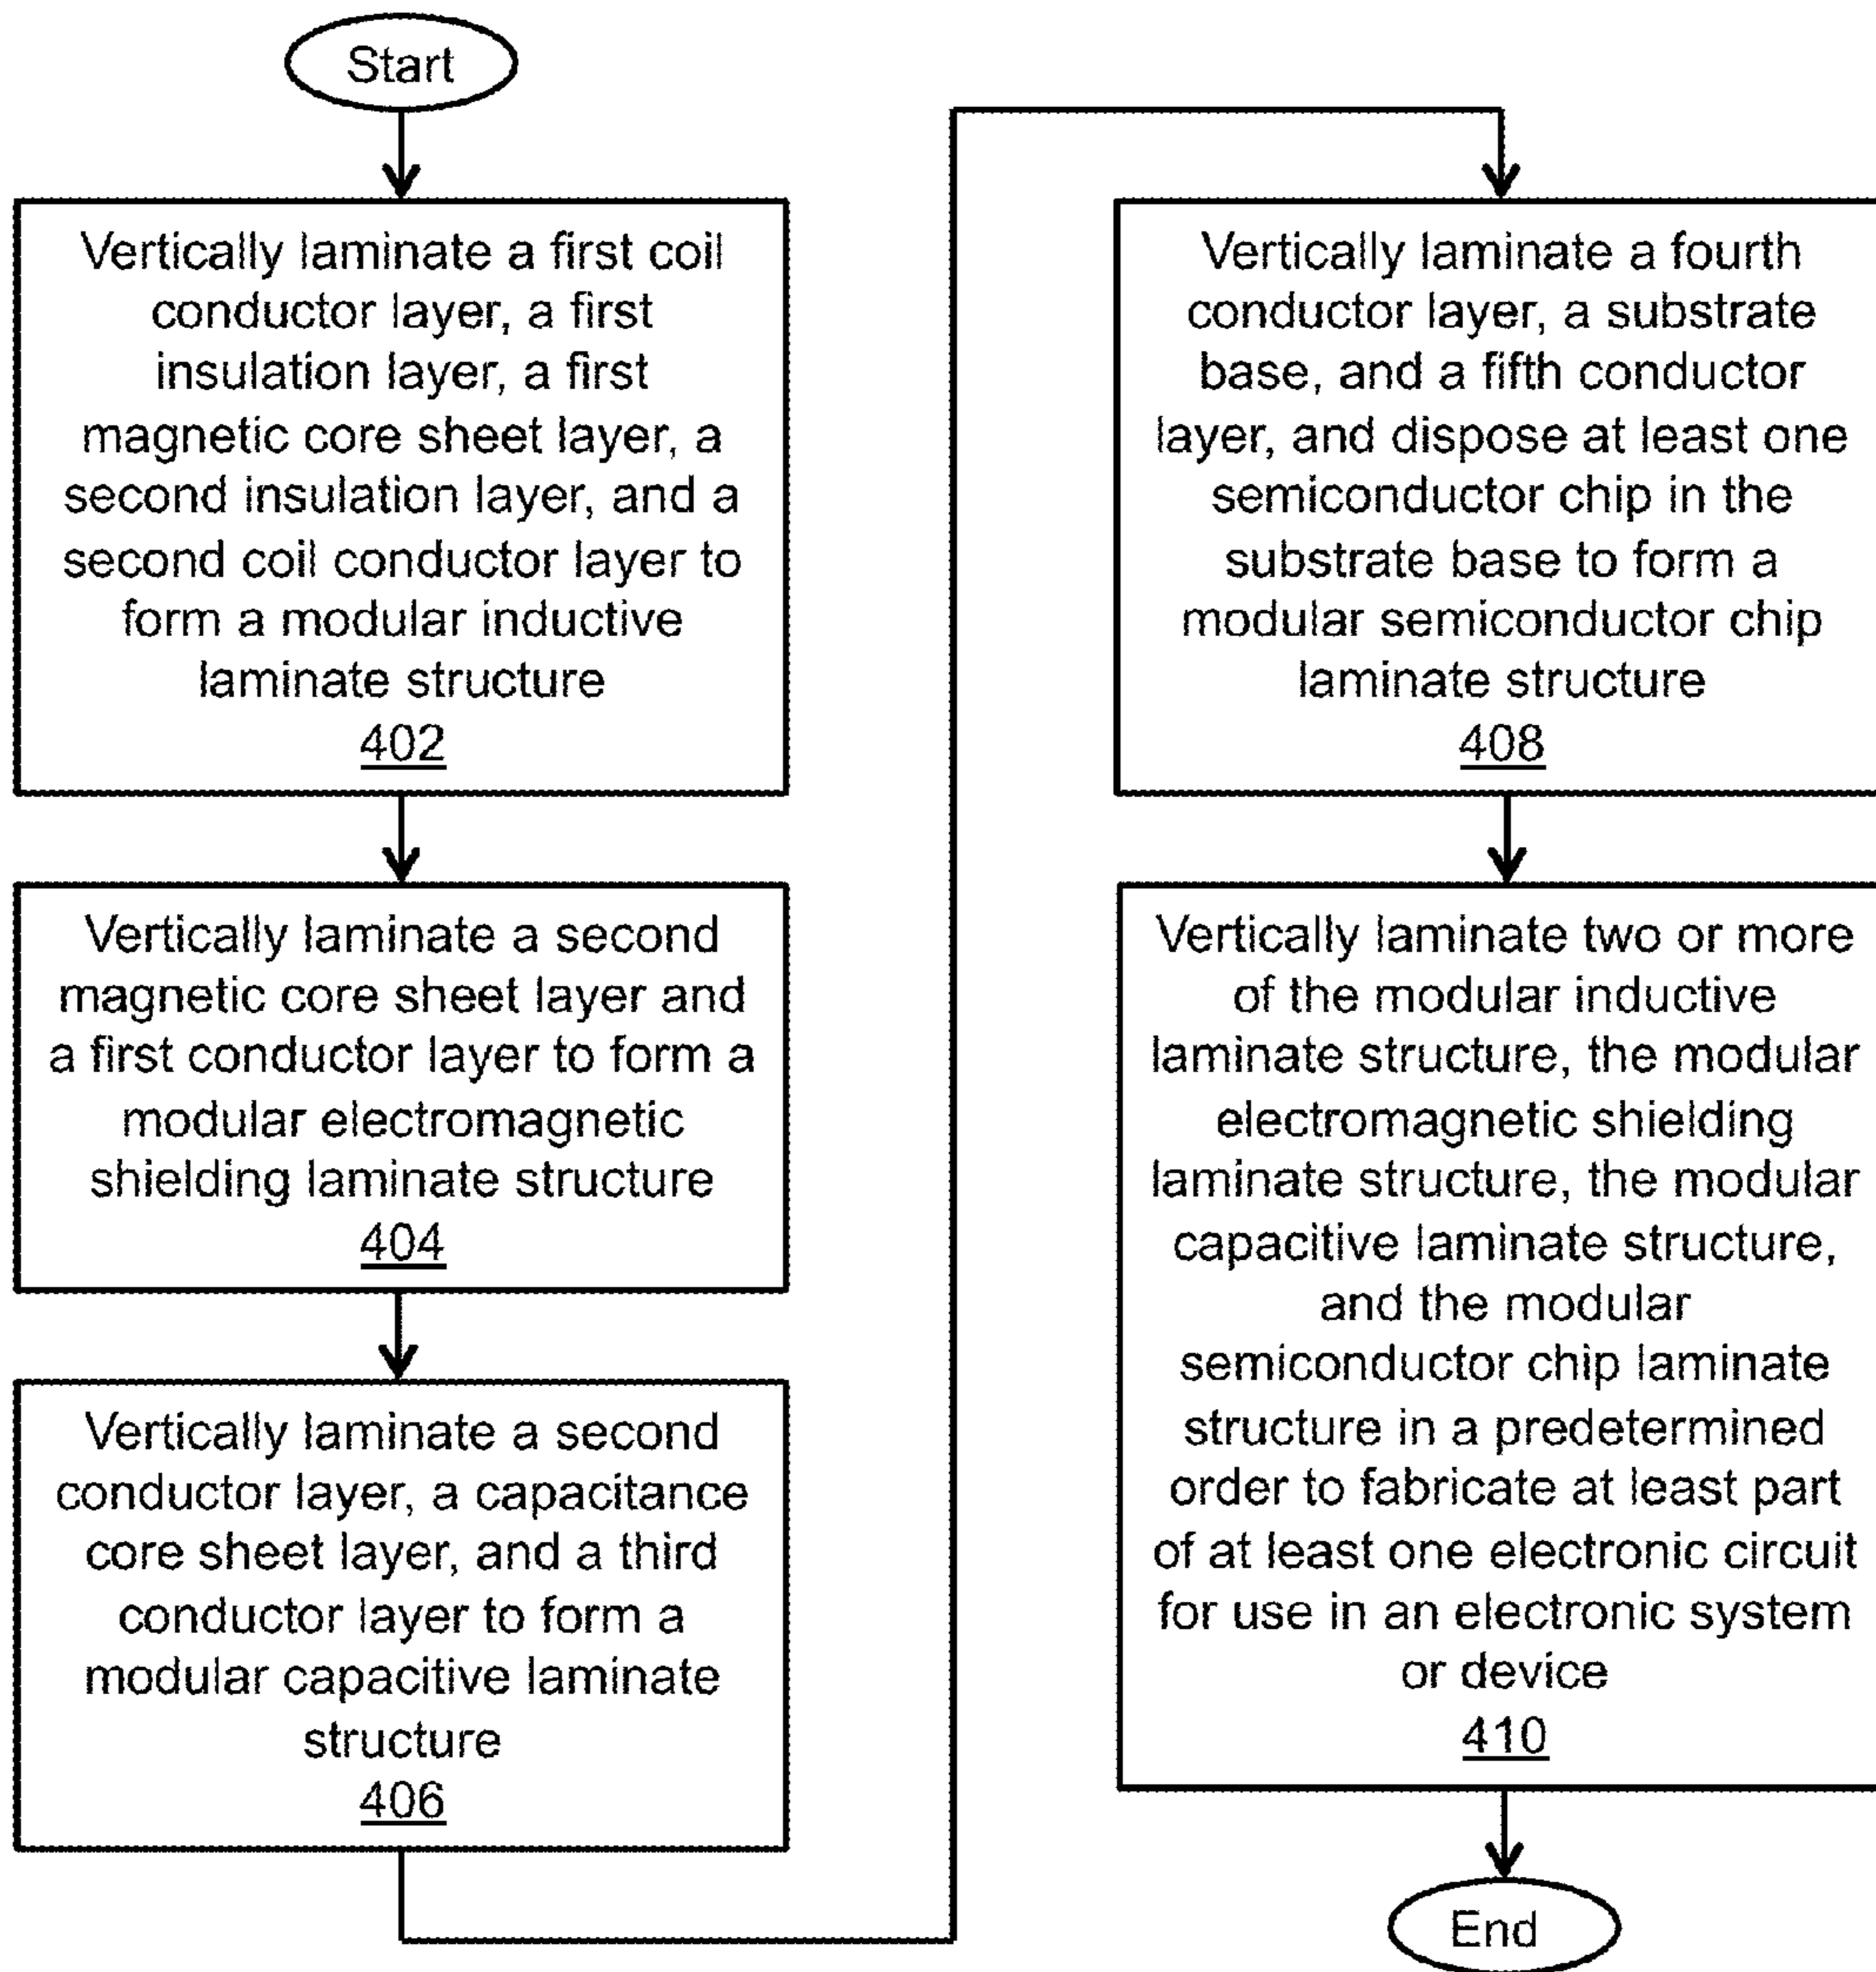 Start
Vertically laminate a first coil
conductor layer, a first
insulation layer, a first
magnetic core sheet layer, a
second insulation layer, and a
second coil conductor layer to
form a modular inductive
laminate structure
402
Vertically laminate a second
magnetic core sheet layer and
a first conductor layer to form a
modular electromagnetic
shielding laminate structure
404
Vertically laminate a second
conductor layer, a capacitance
core sheet layer, and a third
conductor layer to form a
modular capacitive laminate
structure
406
Vertically laminate a fourth
conductor layer, a substrate
base, and a fifth conductor
layer, and dispose at least one
semiconductor chip in the
substrate base to form a
modular semiconductor chip
laminate structure
408
Vertically laminate two or more
of the modular inductive
laminate structure, the modular
electromagnetic shielding
laminate structure, the modular
capacitive laminate structure,
and the modular
semiconductor chip laminate
structure in a predetermined
order to fabricate at least part
of at least one electronic circuit
for use in an electronic system
or device
410
End